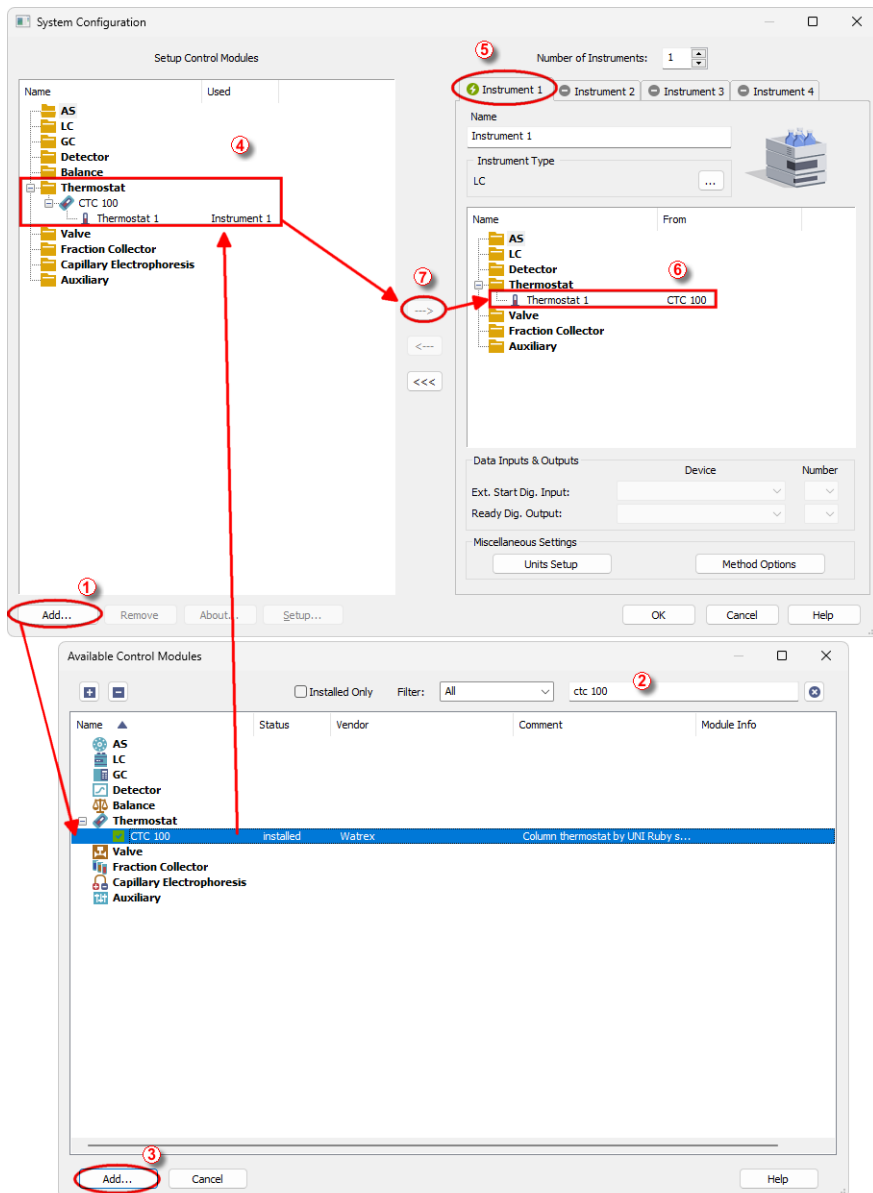 System Configuration
Setup Control Modules
⑤
Number of Instruments: 1
Name Used
AS
LC
GC
Detector
④
Balance
Thermostat
CTC 100
Thermostat 1 Instrument 1
Valve
Fraction Collector
Capillary Electrophoresis
Auxiliary
⑦
--->
<---
<<<
Instrument 1 Instrument 2 Instrument 3 Instrument 4
Name
Instrument 1
Instrument Type
LC ...
Name From
AS
LC
Detector
⑥
Thermostat
Thermostat 1 CTC 100
Valve
Fraction Collector
Auxiliary
Data Inputs & Outputs
Device Number
Ext. Start Dig. Input:
Ready Dig. Output:
Miscellaneous Settings
Units Setup Method Options
①
Add... Remove About... Setup... OK Cancel Help
Available Control Modules
Installed Only Filter: All ctc 100 ②
Name Status Vendor Comment Module Info
AS
LC
GC
Detector
Balance
Thermostat
CTC 100 installed Watrex Column thermostat by UNI Ruby s...
Valve
Fraction Collector
Capillary Electrophoresis
Auxiliary
③
Add... Cancel Help